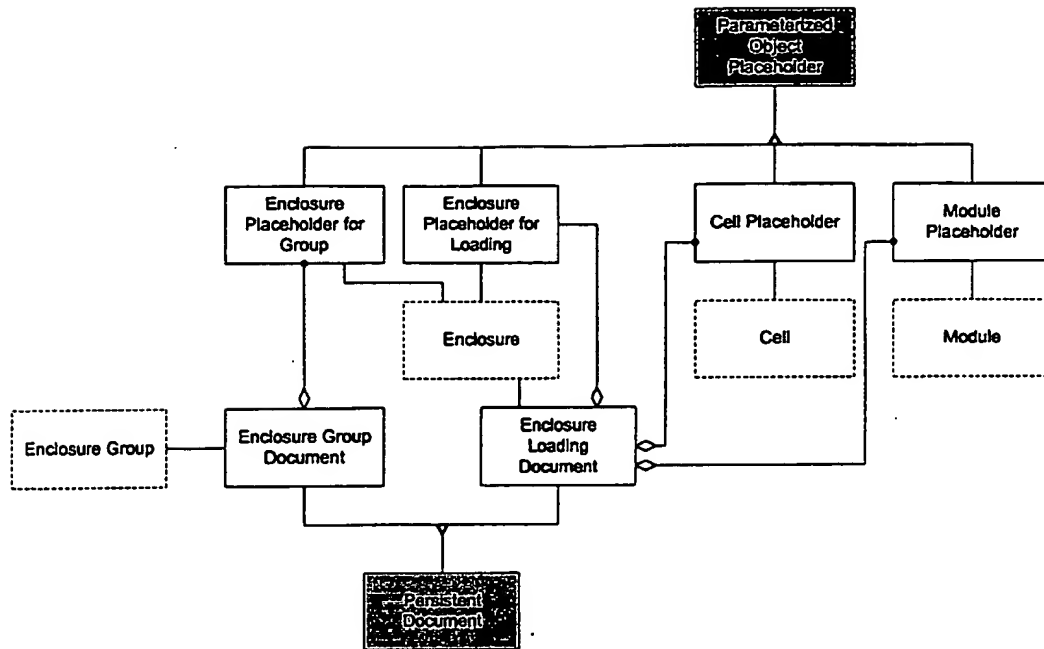 Parameterized
Object
Placeholder
Enclosure
Placeholder for
Group
Enclosure
Placeholder for
Loading
Cell Placeholder
Module
Placeholder
Enclosure
Cell
Module
Enclosure Group
Enclosure Group
Document
Enclosure
Loading
Document
Persistent
Document